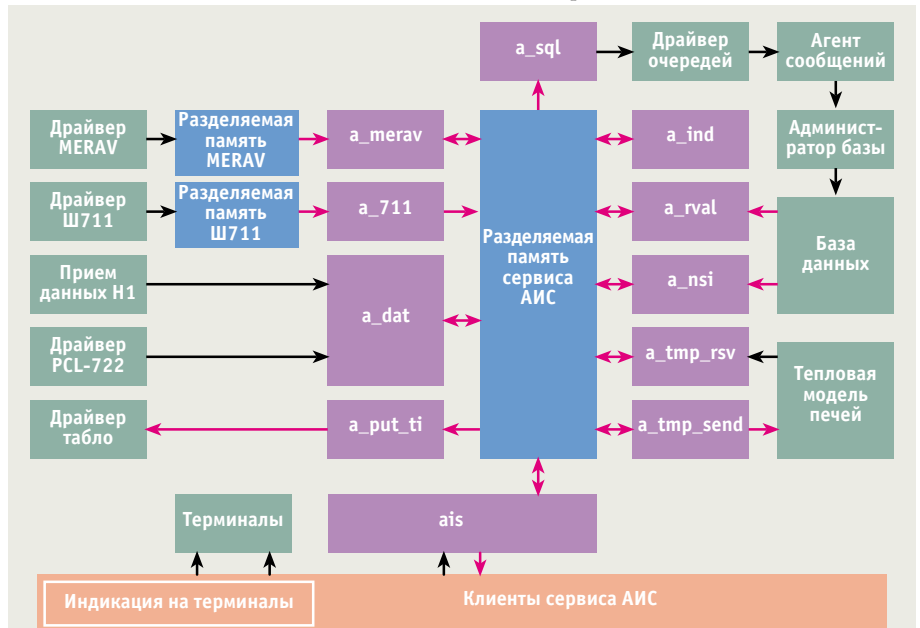 a_sql
Драйвер
очередей
Агент
сообщений
Драйвер
MERAV
Разделяемая
память
MERAV
a_merav
a_ind
Админист-
ратор базы
Драйвер
Ш711
Разделяемая
память
Ш711
a_711
Разделяемая
память
сервиса
АИС
a_rval
База
данных
Прием
данных H1
a_dat
a_nsi
Драйвер
PCL-722
a_tmp_rsv
Тепловая
модель
печей
Драйвер
табло
a_put_ti
a_tmp_send
Терминалы
ais
Индикация на терминалы
Клиенты сервиса АИС